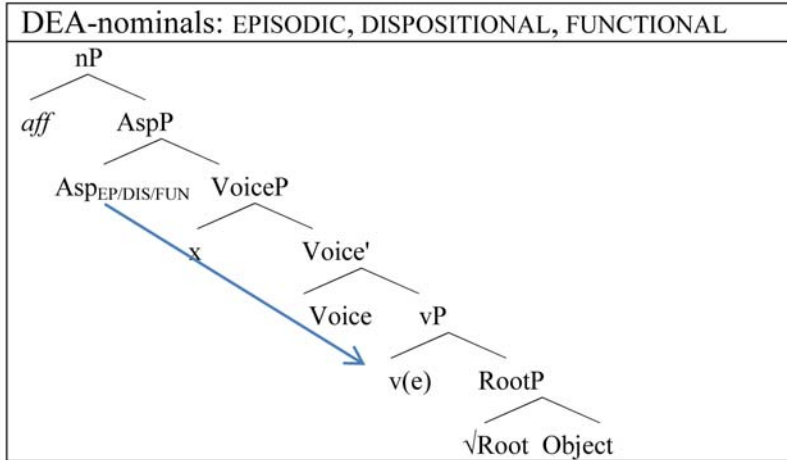 DEA-nominals: EPISODIC, DISPOSITIONAL, FUNCTIONAL
nP
aff AspP
AspEP/DIS/FUN VoiceP
x Voice'
Voice vP
v(e) RootP
√Root Object